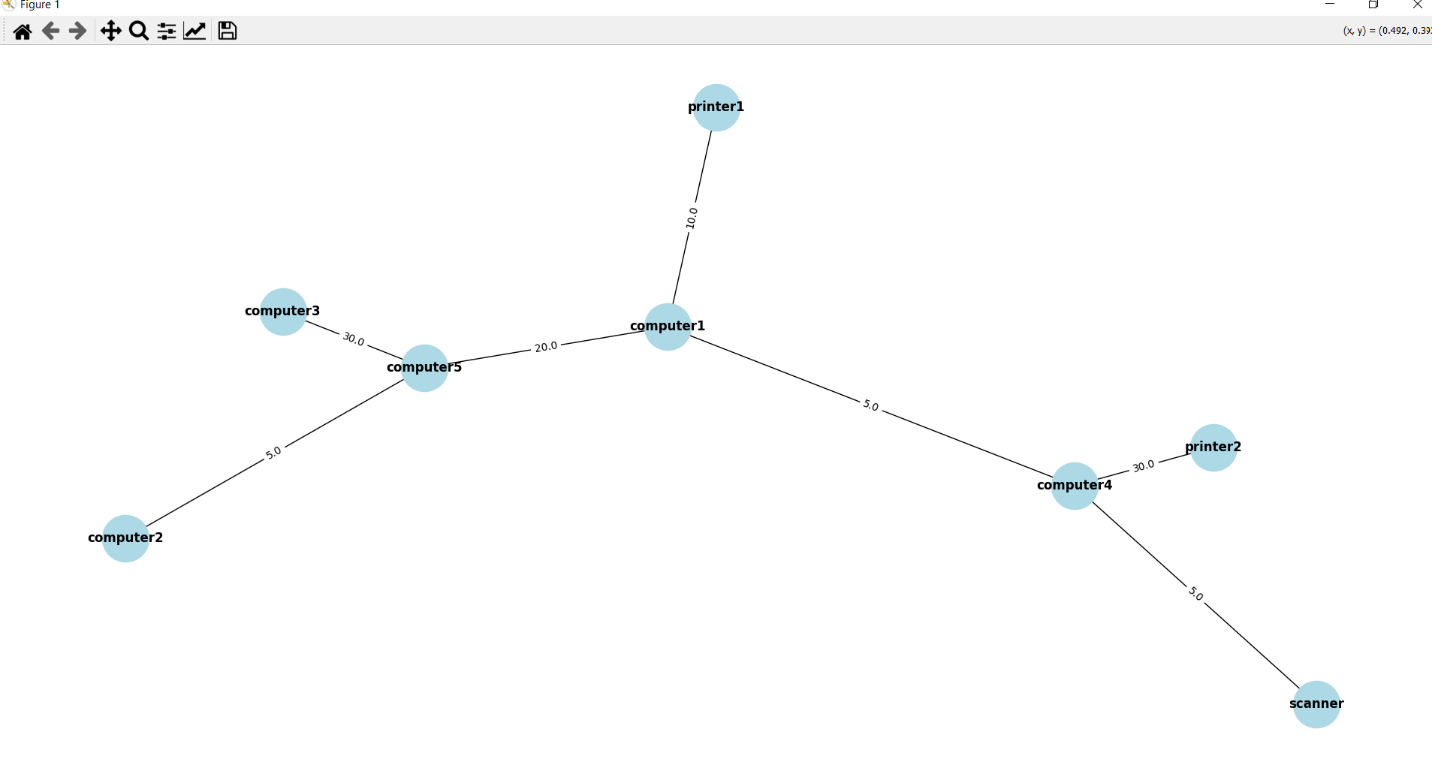 Figure 1
(x, y) = (0.492, 0.39
printer1
10.0
computer3
computer1
30.0
20.0
computer5
5.0
printer2
5.0
30.0
computer4
computer2
5.0
scanner